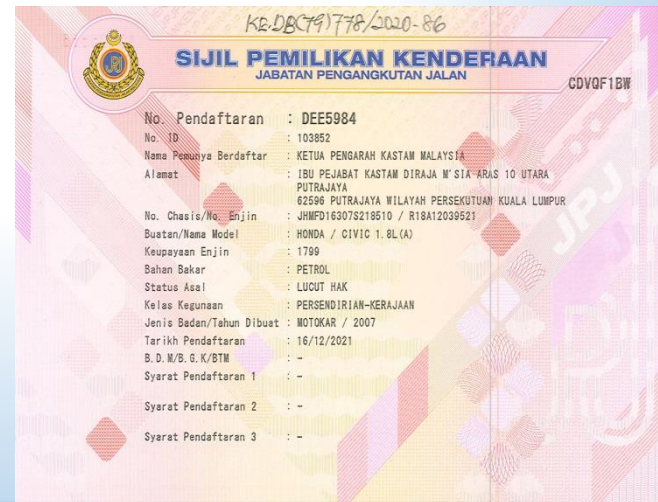 KE.DB(79)778/2020-86
SIJIL PEMILIKAN KENDERAAN
JABATAN PENGANGKUTAN JALAN
CDVQF1BW
No. Pendaftaran : DEE5984
No. ID : 103852
Nama Pemunya Berdaftar : KETUA PENGARAH KASTAM MALAYSIA
Alamat : IBU PEJABAT KASTAM DIRAJA M'SIA ARAS 10 UTARA
PUTRAJAYA
62596 PUTRAJAYA WILAYAH PERSEKUTUAN KUALA LUMPUR
No. Chasis/No. Enjin : JHMFD16307S218510 / R18A12039521
Buatan/Nama Model : HONDA / CIVIC 1.8L(A)
Keupayaan Enjin : 1799
Bahan Bakar : PETROL
Status Asal : LUCUT HAK
Kelas Kegunaan : PERSENDIRIAN-KERAJAAN
Jenis Badan/Tahun Dibuat : MOTOKAR / 2007
Tarikh Pendaftaran : 16/12/2021
B.D.M/B.G.K/BTM : -
Syarat Pendaftaran 1 : -
Syarat Pendaftaran 2 : -
Syarat Pendaftaran 3 : -
JPJ